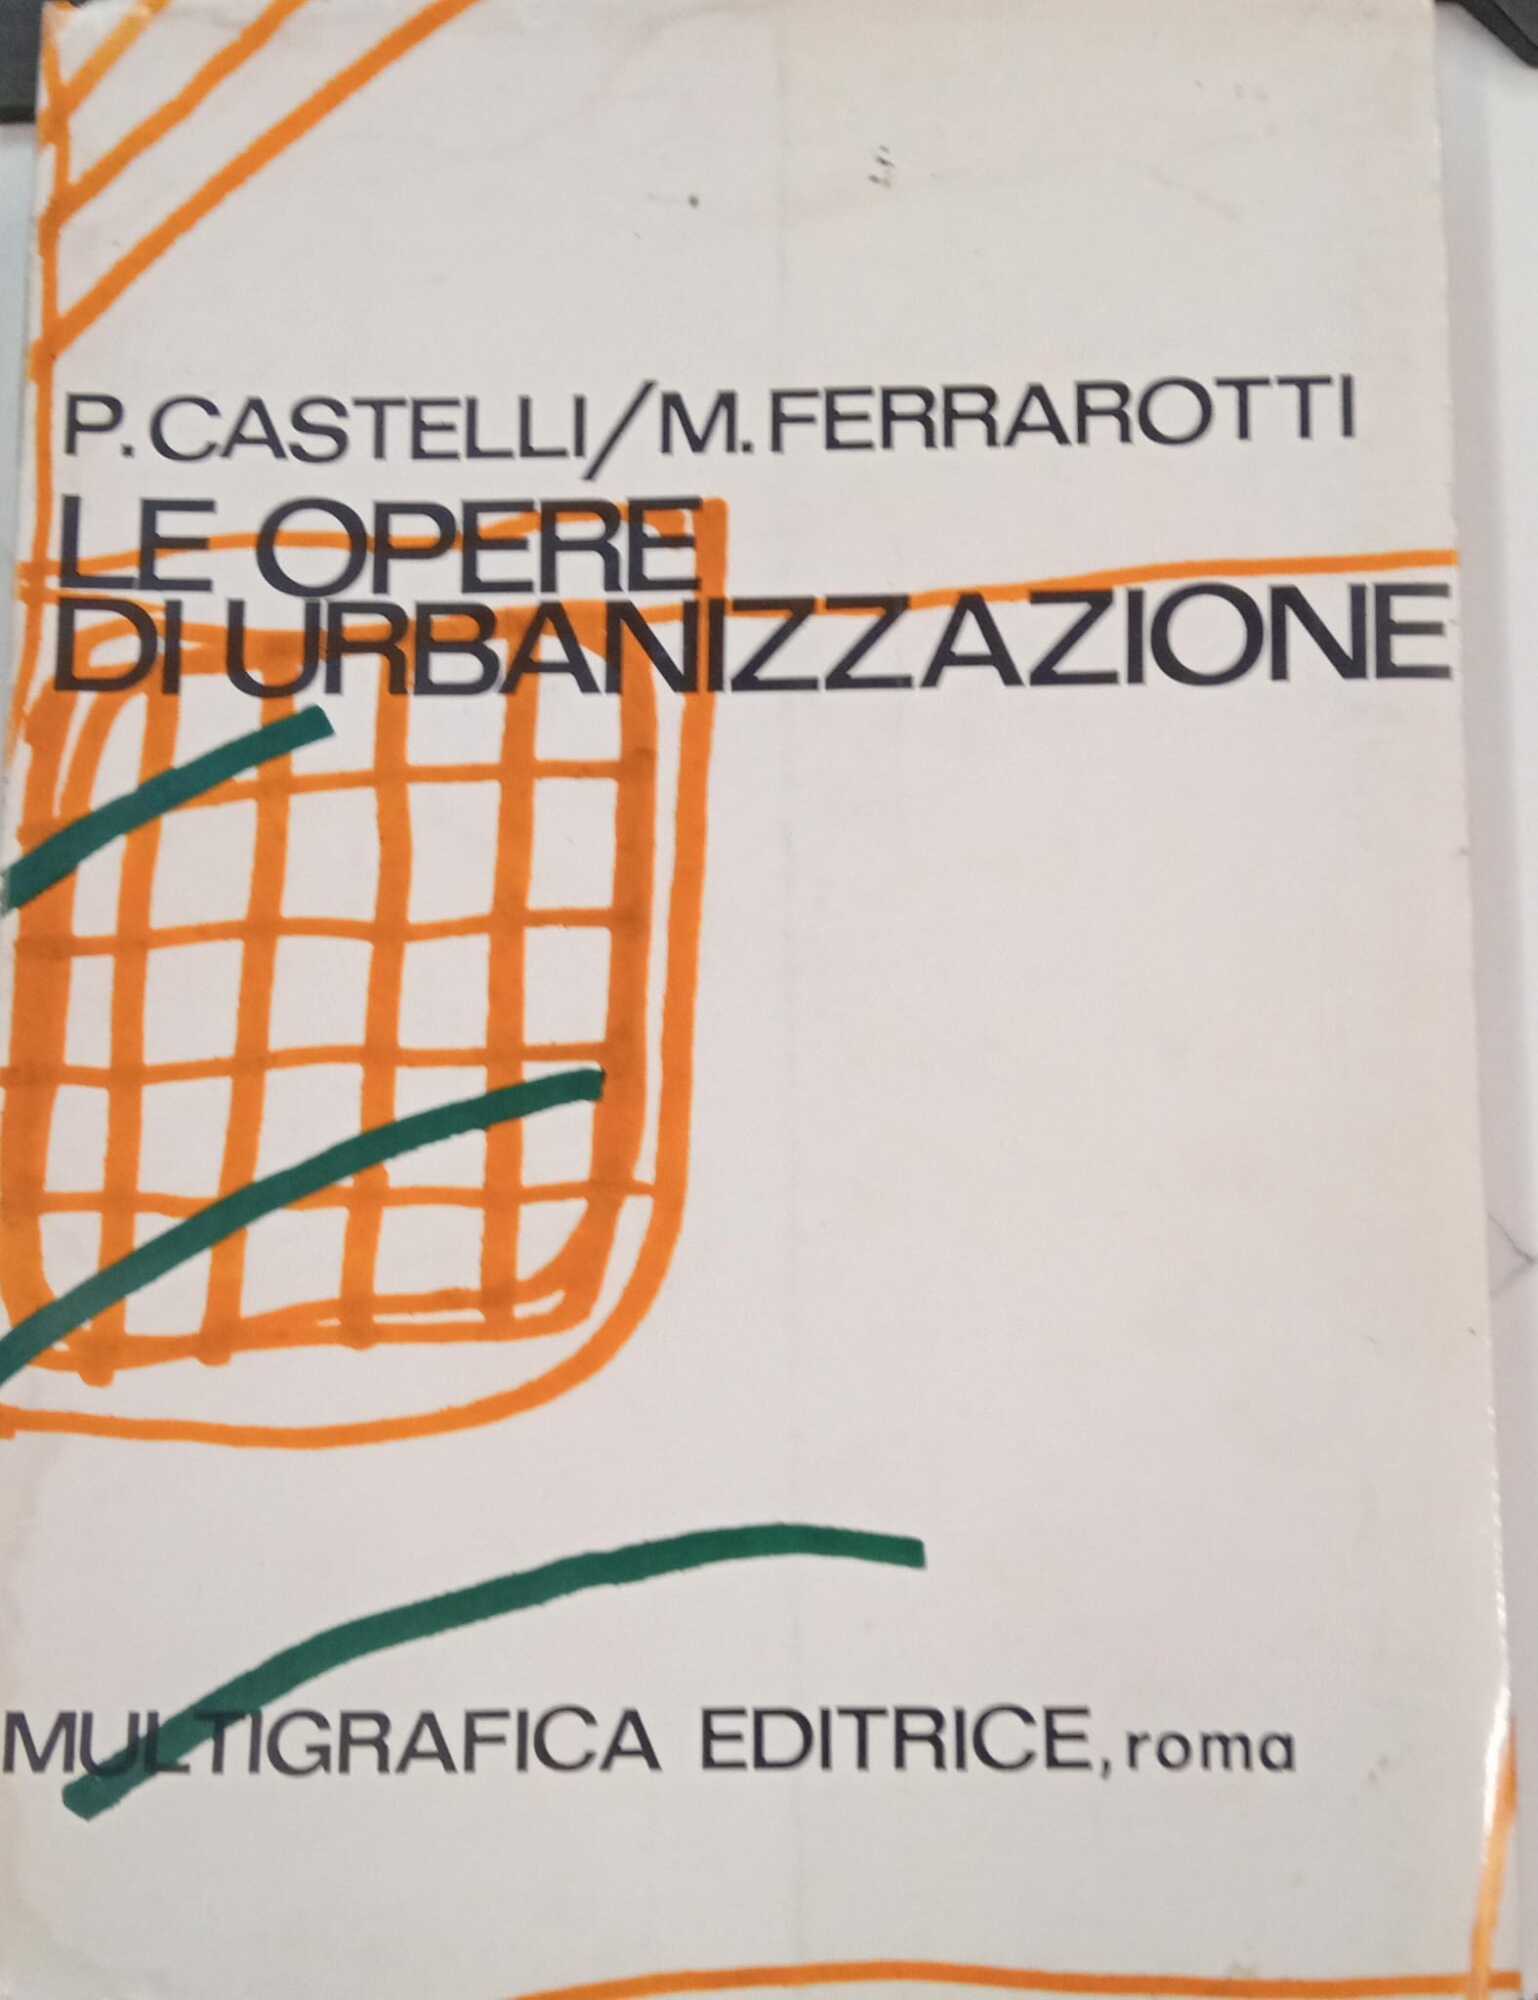 P. CASTELLI/M. FERRAROTTI
LE OPERE
DI URBANIZZAZIONE
MULTIGRAFICA EDITRICE, roma